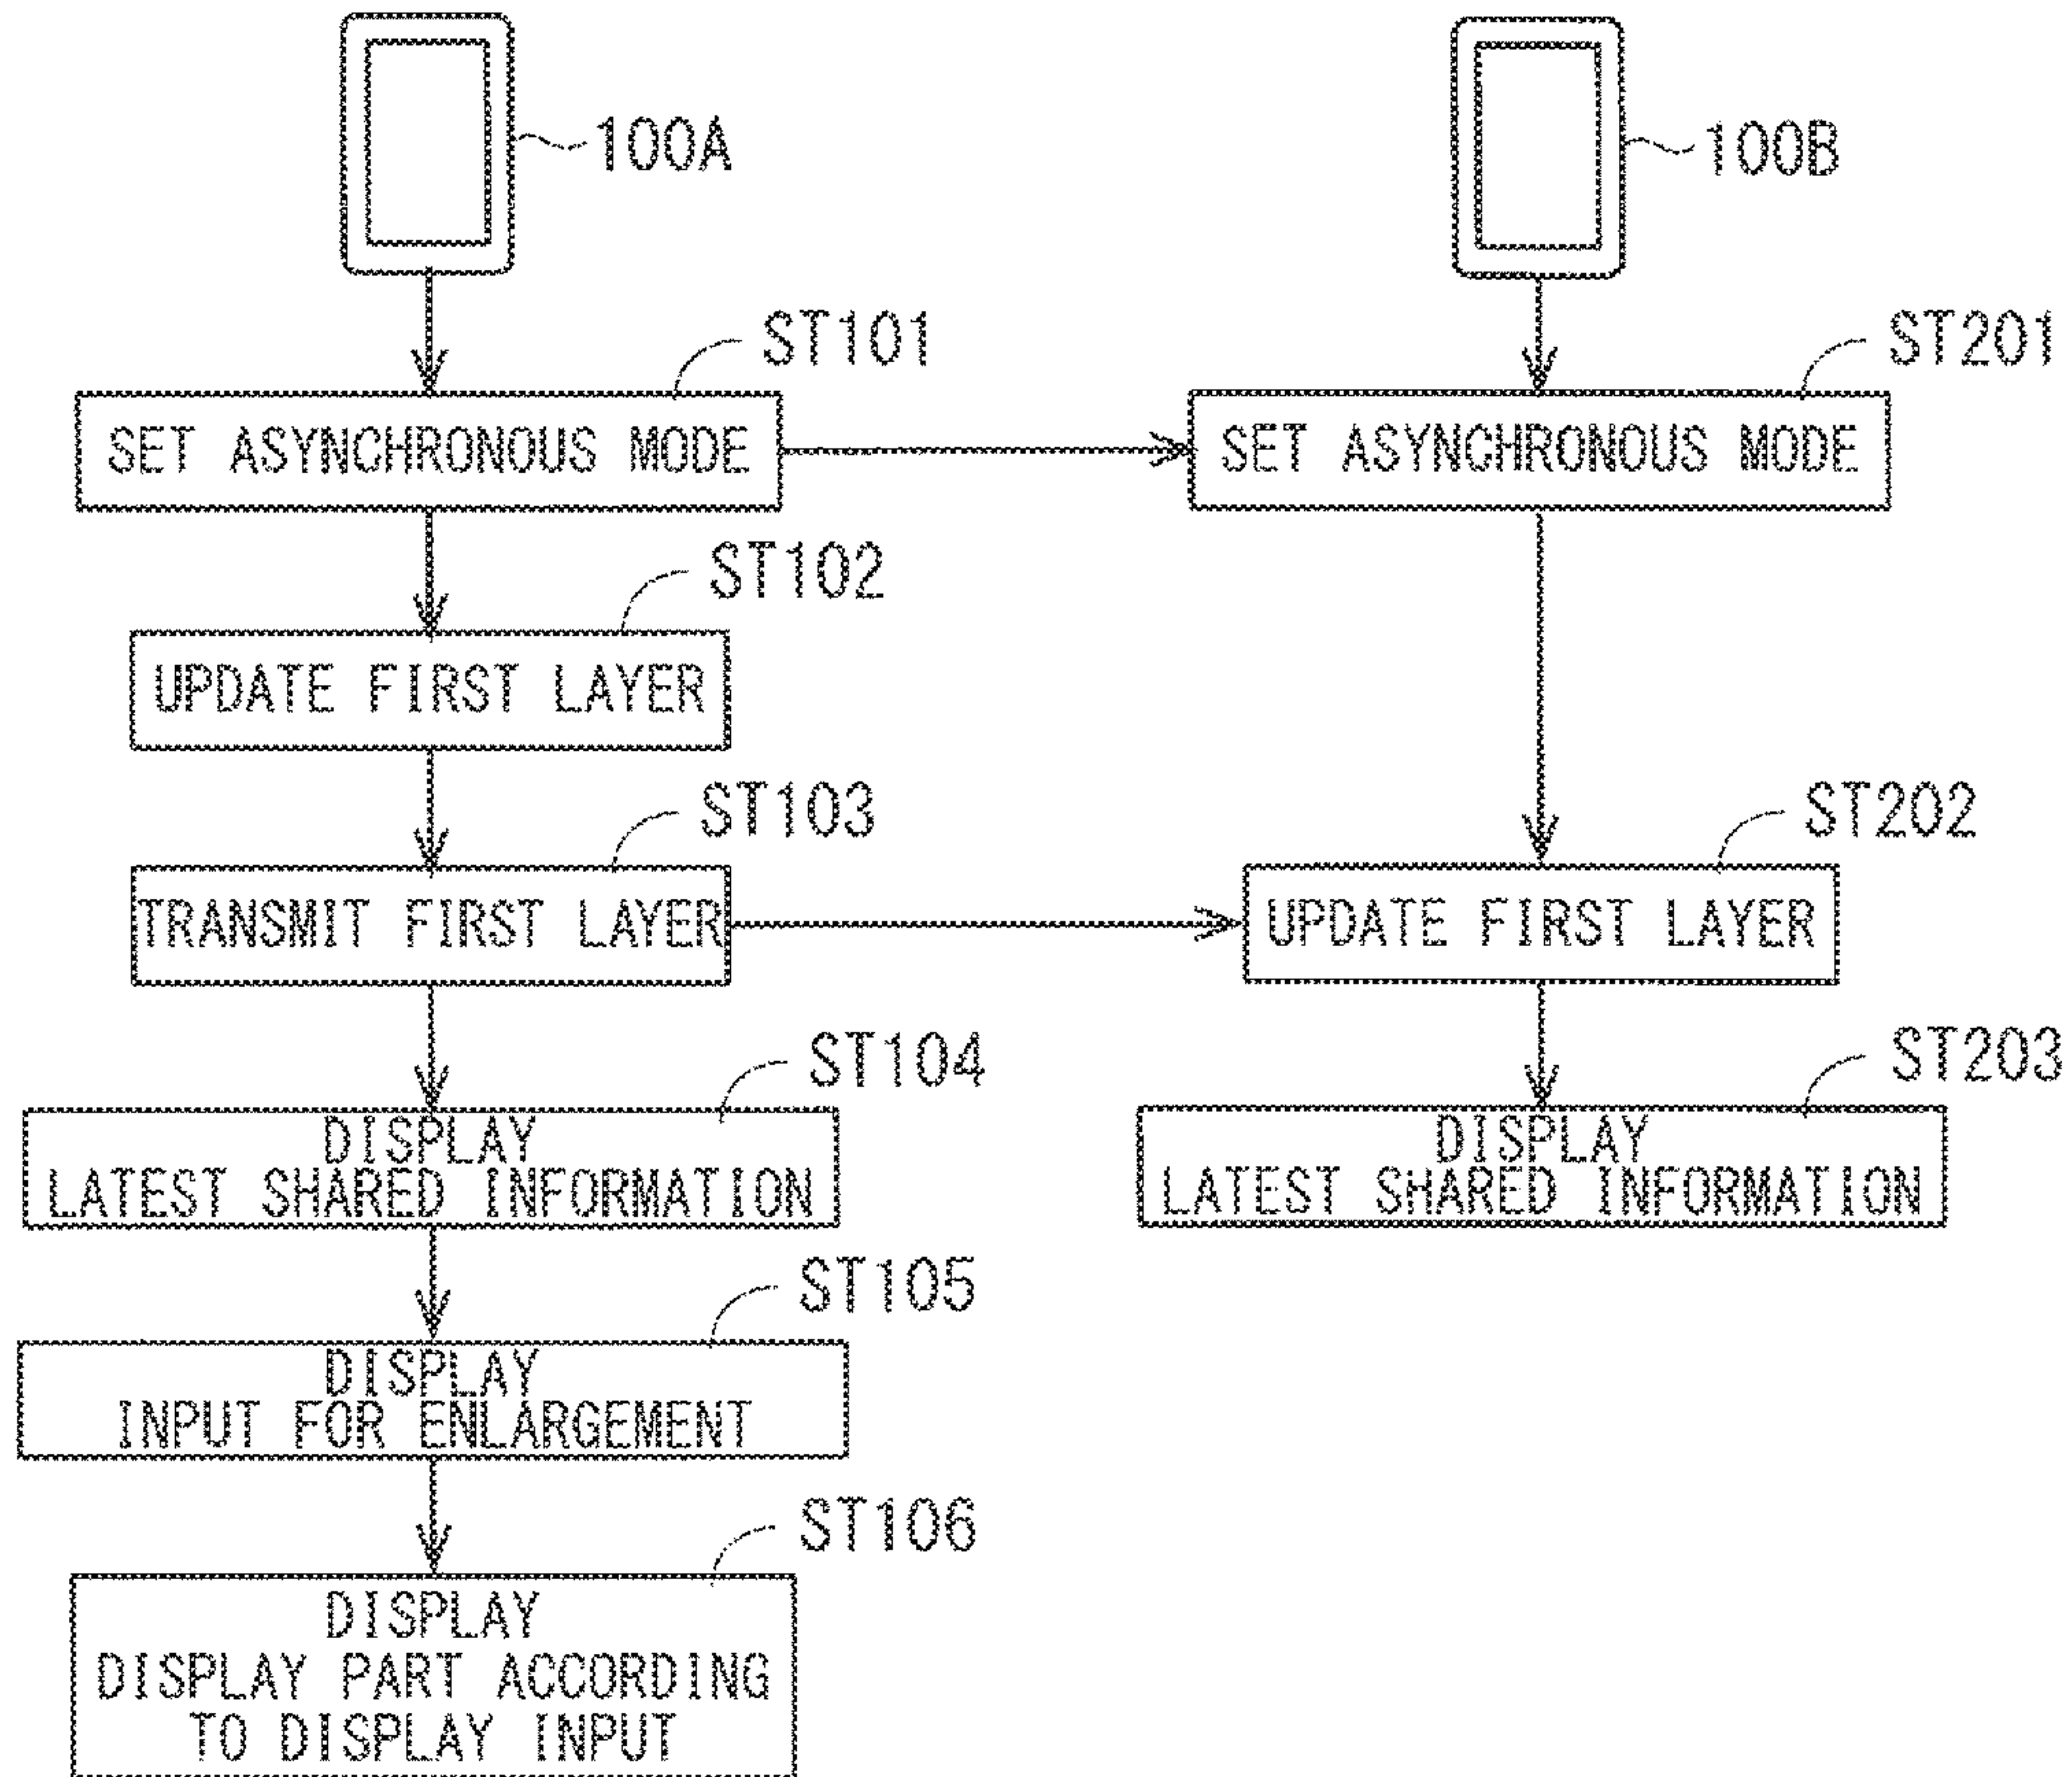 100A
100B
ST101
ST201
SET ASYNCHRONOUS MODE
SET ASYNCHRONOUS MODE
ST102
UPDATE FIRST LAYER
ST103
ST202
TRANSMIT FIRST LAYER
UPDATE FIRST LAYER
ST104
ST203
DISPLAY
LATEST SHARED INFORMATION
DISPLAY
LATEST SHARED INFORMATION
ST105
DISPLAY
INPUT FOR ENLARGEMENT
ST106
DISPLAY
DISPLAY PART ACCORDING
TO DISPLAY INPUT